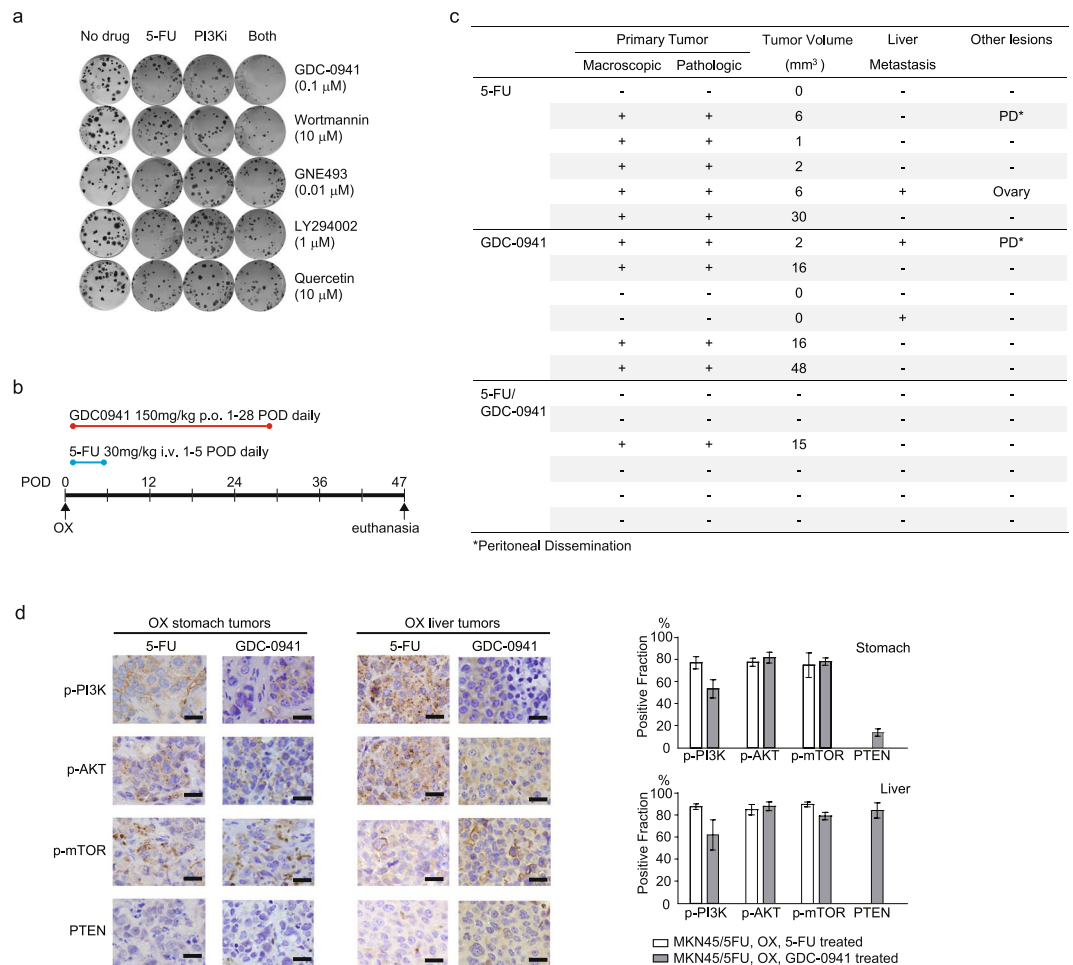 a
No drug 5-FU PI3Ki Both
GDC-0941
(0.1 µM)
Wortmannin
(10 µM)
GNE493
(0.01 µM)
LY294002
(1 µM)
Quercetin
(10 µM)
b
GDC0941 150mg/kg p.o. 1-28 POD daily
5-FU 30mg/kg i.v. 1-5 POD daily
POD 0 12 24 36 47
OX euthanasia
c
Primary Tumor Tumor Volume Liver Other lesions
Macroscopic Pathologic (mm³) Metastasis
5-FU - - 0 - -
+ + 6 - PD*
+ + 1 - -
+ + 2 - -
+ + 6 + Ovary
+ + 30 - -
GDC-0941 + + 2 + PD*
+ + 16 - -
- - 0 - -
- - 0 + -
+ + 16 - -
+ + 48 - -
5-FU/
GDC-0941 - - - - -
- - - - -
+ + 15 - -
- - - - -
- - - - -
- - - - -
*Peritoneal Dissemination
d
OX stomach tumors OX liver tumors
5-FU GDC-0941 5-FU GDC-0941
p-PI3K
p-AKT
p-mTOR
PTEN
%
Stomach
Positive Fraction
100
80
60
40
20
0
p-PI3K p-AKT p-mTOR PTEN
%
Liver
Positive Fraction
100
80
60
40
20
0
p-PI3K p-AKT p-mTOR PTEN
MKN45/5FU, OX, 5-FU treated
MKN45/5FU, OX, GDC-0941 treated